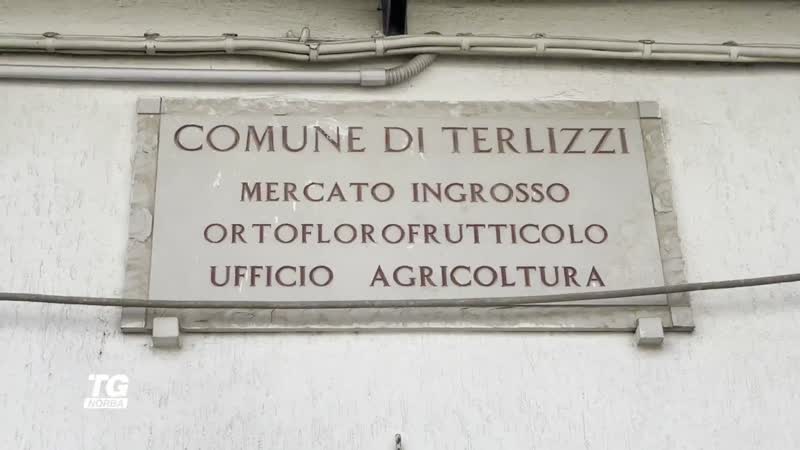 COMUNE DI TERLIZZI
MERCATO INGROSSO
ORTOFLOROFRUTTICOLO
UFFICIO AGRICOLTURA
TG
NORBA